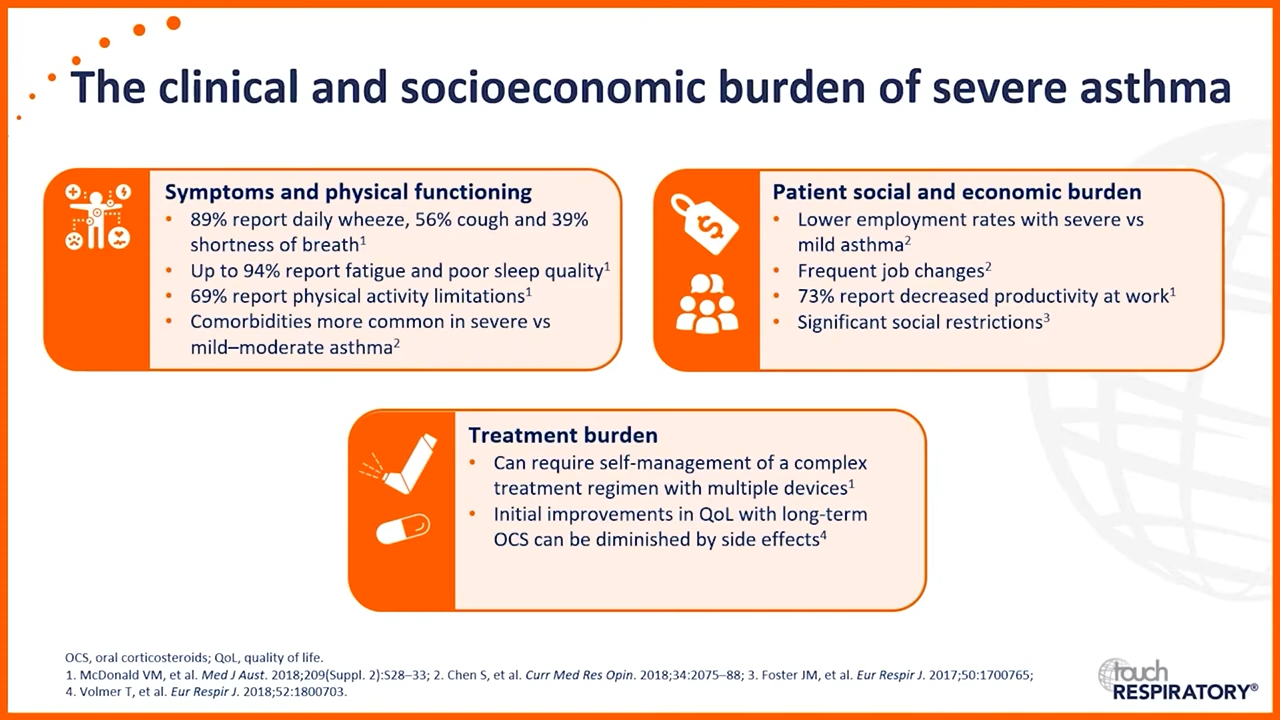 The clinical and socioeconomic burden of severe asthma
Symptoms and physical functioning
• 89% report daily wheeze, 56% cough and 39%
shortness of breath¹
• Up to 94% report fatigue and poor sleep quality¹
• 69% report physical activity limitations¹
• Comorbidities more common in severe vs
mild–moderate asthma²
Patient social and economic burden
• Lower employment rates with severe vs
mild asthma²
• Frequent job changes²
• 73% report decreased productivity at work¹
• Significant social restrictions³
Treatment burden
• Can require self-management of a complex
treatment regimen with multiple devices¹
• Initial improvements in QoL with long-term
OCS can be diminished by side effects⁴
OCS, oral corticosteroids; QoL, quality of life.
1. McDonald VM, et al. Med J Aust. 2018;209(Suppl. 2):S28–33; 2. Chen S, et al. Curr Med Res Opin. 2018;34:2075–88; 3. Foster JM, et al. Eur Respir J. 2017;50:1700765;
4. Volmer T, et al. Eur Respir J. 2018;52:1800703.
touch
RESPIRATORY®